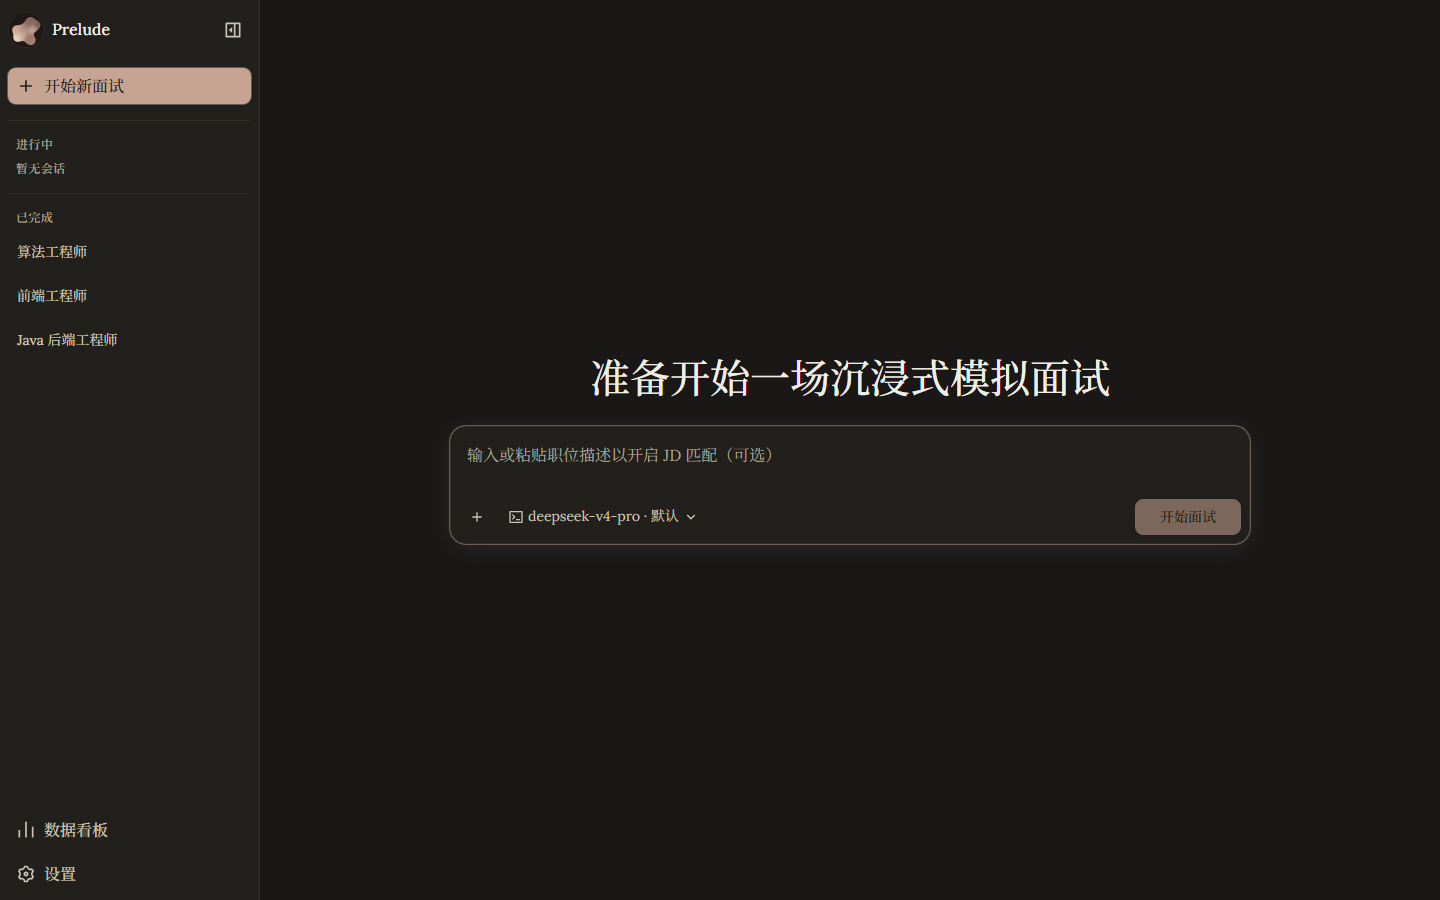 Prelude
开始新面试
进行中
暂无会话
已完成
算法工程师
前端工程师
Java 后端工程师
数据看板
设置
准备开始一场沉浸式模拟面试
输入或粘贴职位描述以开启 JD 匹配（可选）
deepseek-v4-pro · 默认
开始面试